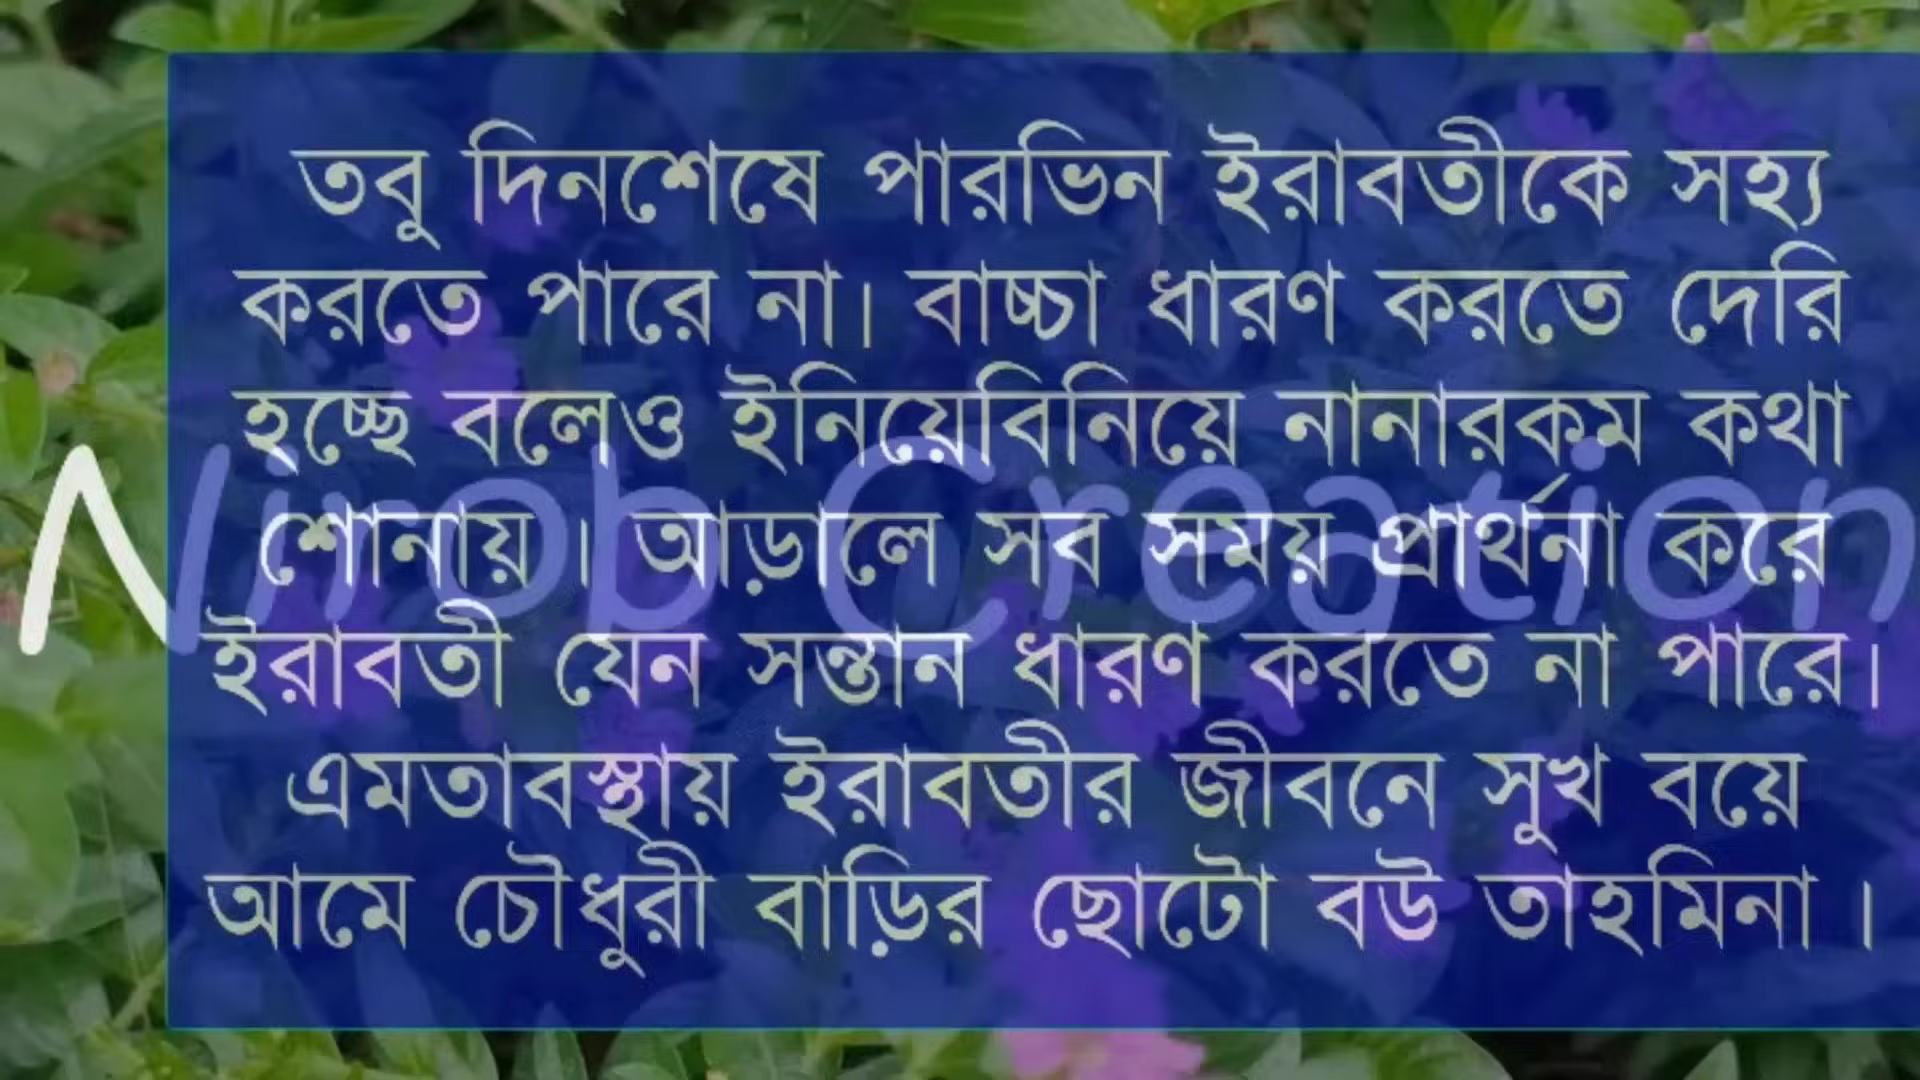 তবু দিনশেষে পারভিন ইরাবতীকে সহ্য
করতে পারে না। বাচ্চা ধারণ করতে দেরি
হচ্ছে বলেও ইনিয়েবিনিয়ে নানারকম কথা
শোনায় । আড়ালে সব সময় প্রার্থনা করে
Nirob Creation
ইরাবতী যেন সন্তান ধারণ করতে না পারে।
এমতাবস্থায় ইরাবতীর জীবনে সুখ বয়ে
আমে চৌধুরী বাড়ির ছোটো বউ তাহমিনা ।